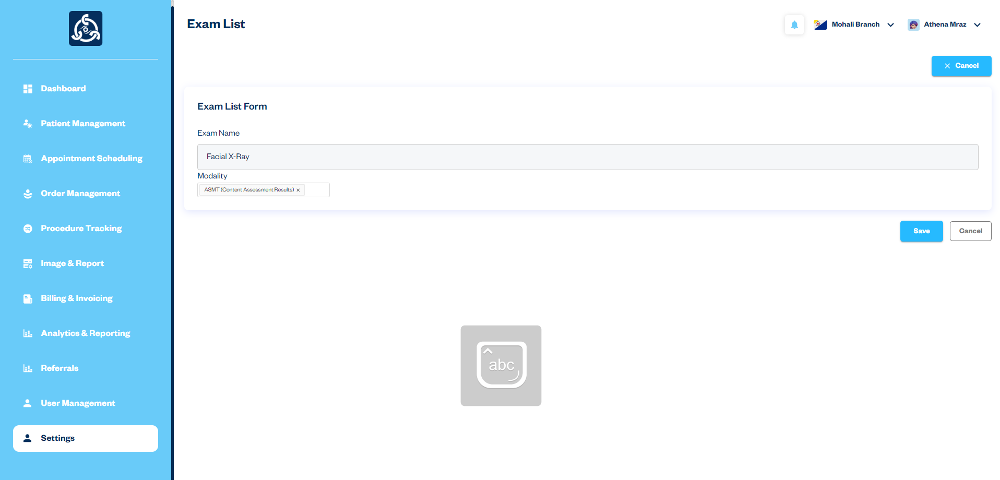 Exam List
Mohali Branch
Athena Mraz
Cancel
Dashboard
Patient Management
Appointment Scheduling
Order Management
Procedure Tracking
Image & Report
Billing & Invoicing
Analytics & Reporting
Referrals
User Management
Settings
Exam List Form
Exam Name
Facial X-Ray
Modality
ASMT (Content Assessment Results) ×
Save
Cancel
abc